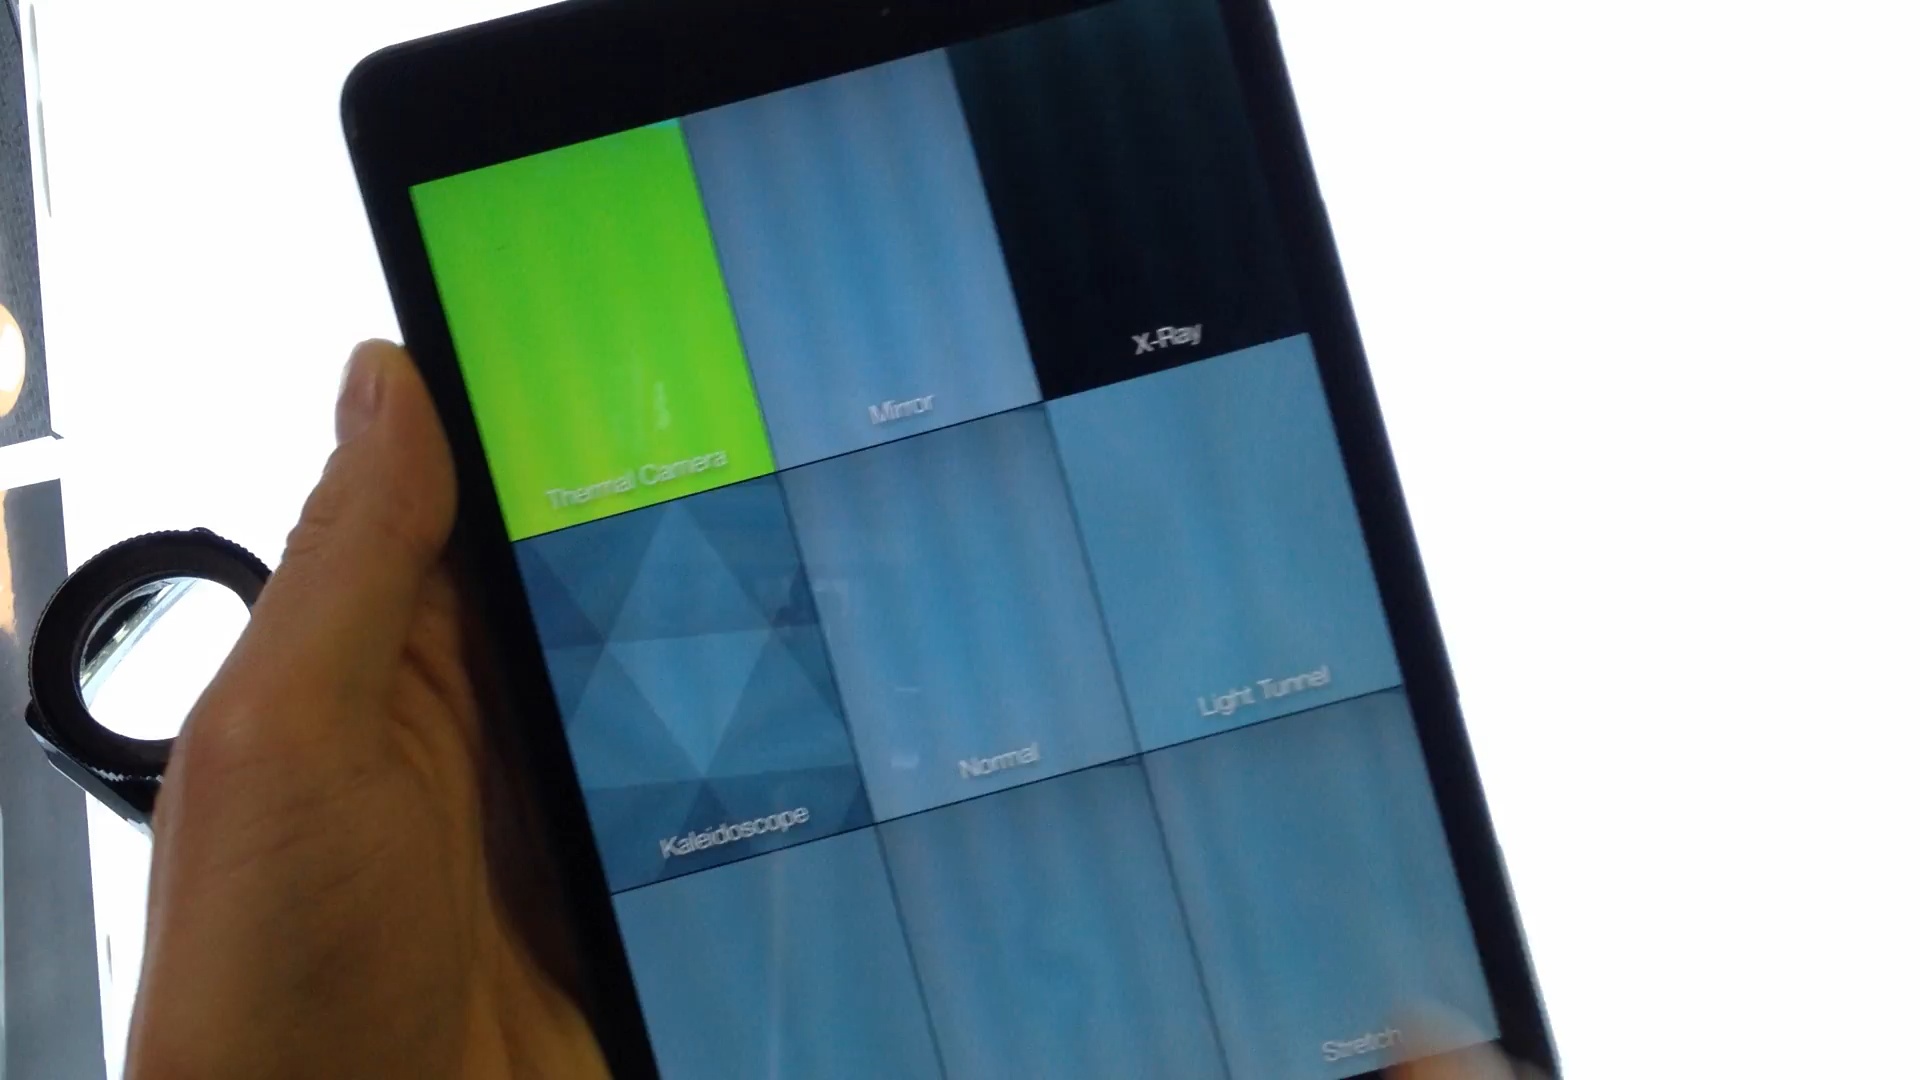 Thermal Camera
Mirror
X-Ray
Kaleidoscope
Normal
Light Tunnel
Stretch